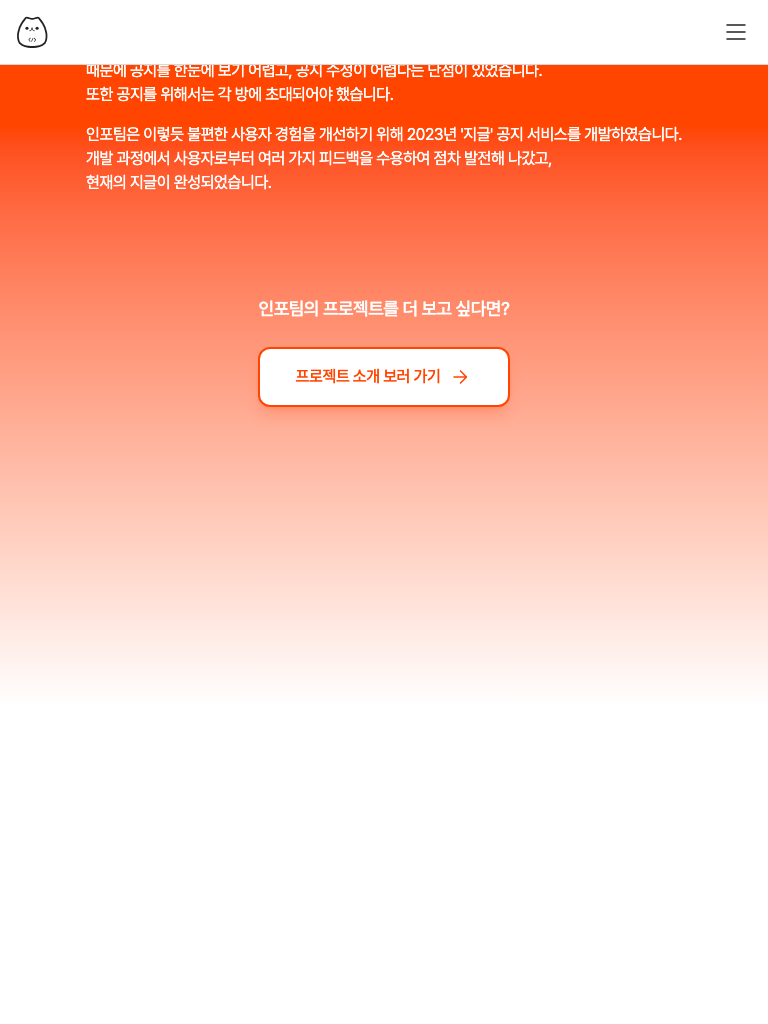 때문에 공지를 한눈에 보기 어렵고, 공지 수정이 어렵다는 단점이 있었습니다.
또한 공지를 위해서는 각 방에 초대되어야 했습니다.
인포팀은 이렇듯 불편한 사용자 경험을 개선하기 위해 2023년 '지글' 공지 서비스를 개발하였습니다.
개발 과정에서 사용자로부터 여러 가지 피드백을 수용하여 점차 발전해 나갔고,
현재의 지글이 완성되었습니다.
인포팀의 프로젝트를 더 보고 싶다면?
프로젝트 소개 보러 가기